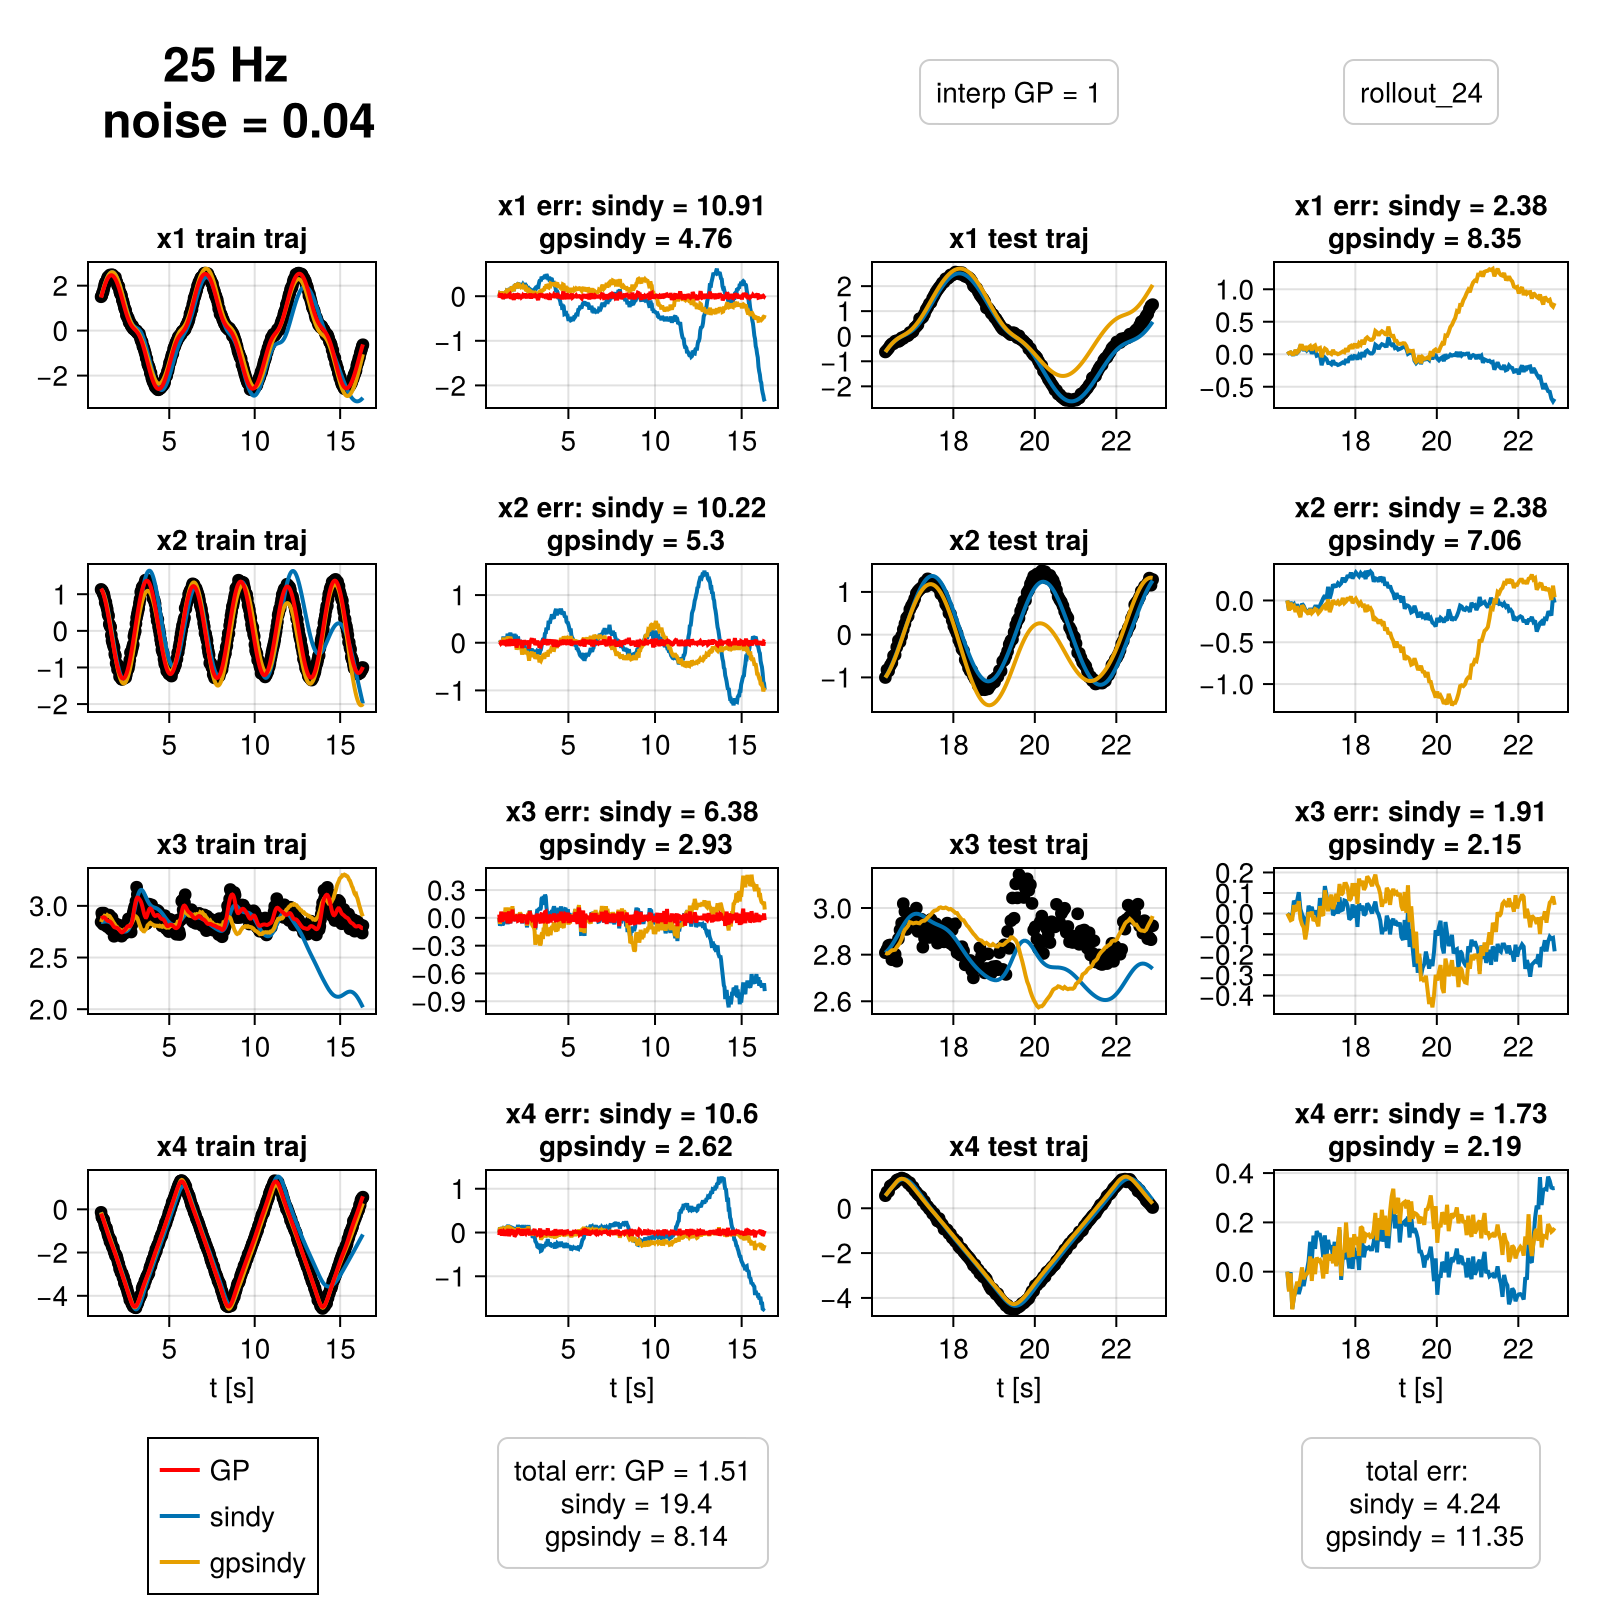 25 Hz
noise = 0.04
interp GP = 1
rollout_24
x1 train traj
2
0
−2
5
10
15
x1 err: sindy = 10.91
gpsindy = 4.76
0
−1
−2
5
10
15
x1 test traj
2
1
0
−1
−2
18
20
22
x1 err: sindy = 2.38
gpsindy = 8.35
1.0
0.5
0.0
−0.5
18
20
22
x2 train traj
1
0
−1
−2
5
10
15
x2 err: sindy = 10.22
gpsindy = 5.3
1
0
−1
5
10
15
x2 test traj
1
0
−1
18
20
22
x2 err: sindy = 2.38
gpsindy = 7.06
0.0
−0.5
−1.0
18
20
22
x3 train traj
3.0
2.5
2.0
5
10
15
x3 err: sindy = 6.38
gpsindy = 2.93
0.3
0.0
−0.3
−0.6
−0.9
5
10
15
x3 test traj
3.0
2.8
2.6
18
20
22
x3 err: sindy = 1.91
gpsindy = 2.15
0.2
0.1
0.0
−0.1
−0.2
−0.3
−0.4
18
20
22
x4 train traj
0
−2
−4
5
10
15
t [s]
x4 err: sindy = 10.6
gpsindy = 2.62
1
0
−1
5
10
15
t [s]
x4 test traj
0
−2
−4
18
20
22
t [s]
x4 err: sindy = 1.73
gpsindy = 2.19
0.4
0.2
0.0
18
20
22
t [s]
GP
sindy
gpsindy
total err: GP = 1.51
sindy = 19.4
gpsindy = 8.14
total err:
sindy = 4.24
gpsindy = 11.35